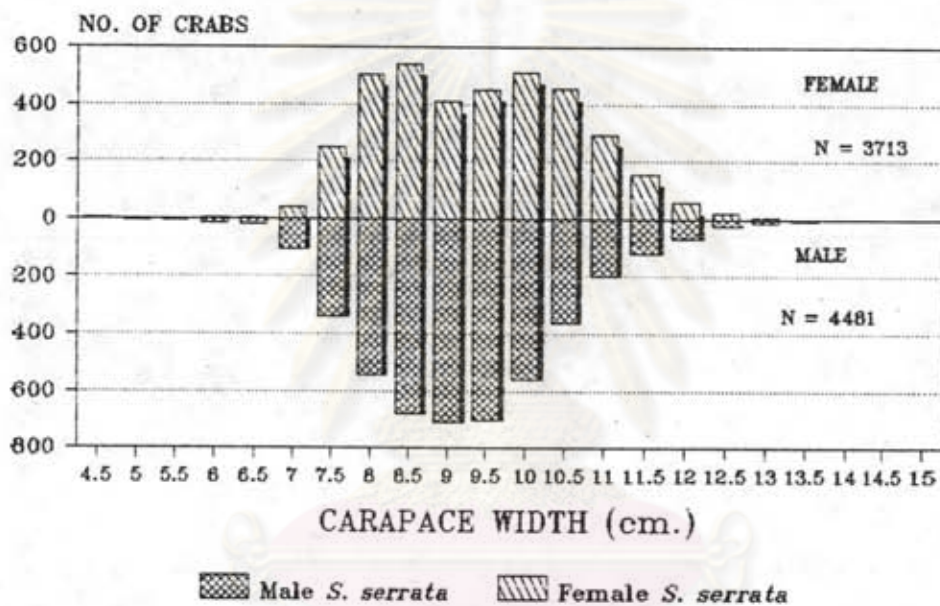 NO. OF CRABS
600
400
200
0
200
400
600
800
FEMALE
N = 3713
MALE
N = 4481
4.5 5 5.5 6 6.5 7 7.5 8 8.5 9 9.5 10 10.5 11 11.5 12 12.5 13 13.5 14 14.5 15
CARAPACE WIDTH (cm.)
Male S. serrata Female S. serrata